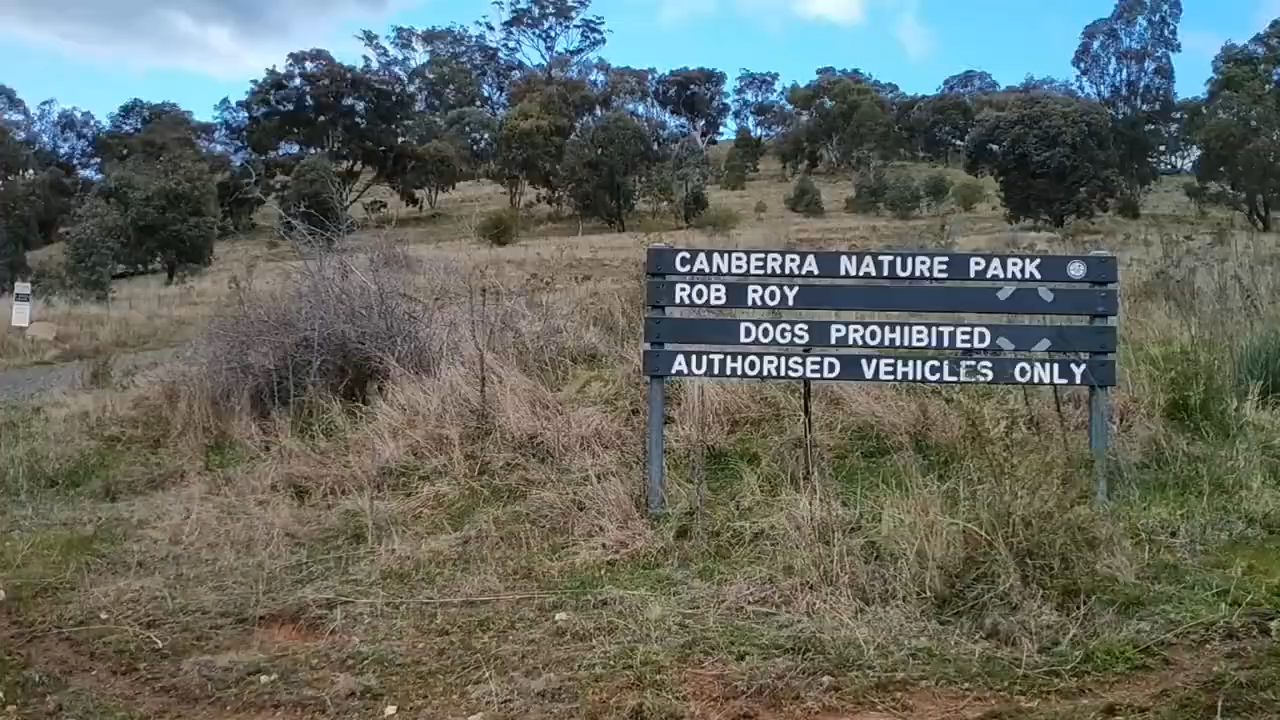 CANBERRA NATURE PARK
ROB ROY
DOGS PROHIBITED
AUTHORISED VEHICLES ONLY